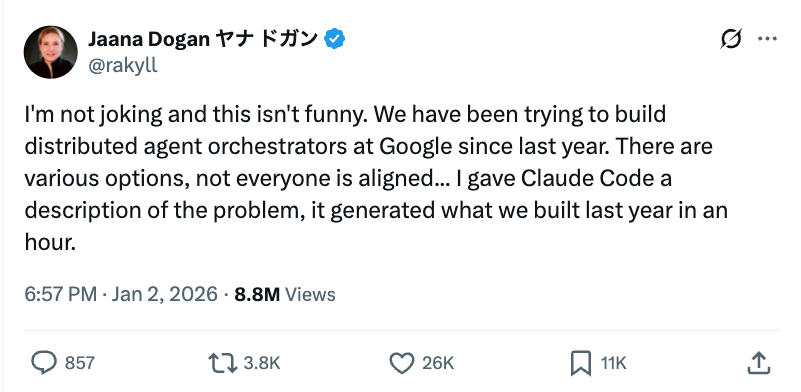 Jaana Dogan ヤナ ドガン
@rakyll
I'm not joking and this isn't funny. We have been trying to build
distributed agent orchestrators at Google since last year. There are
various options, not everyone is aligned... I gave Claude Code a
description of the problem, it generated what we built last year in an
hour.
6:57 PM · Jan 2, 2026 · 8.8M Views
857 3.8K 26K 11K